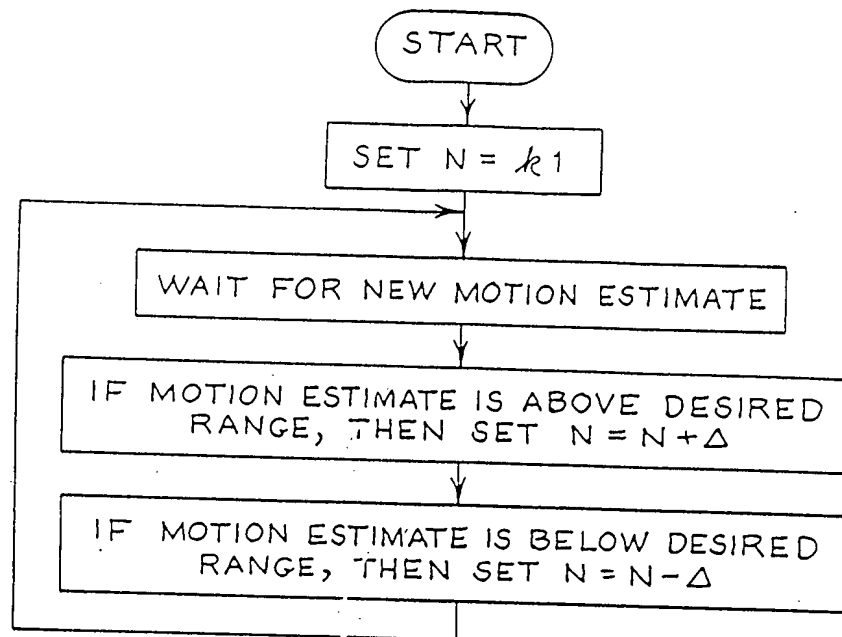 START
SET N = k1
WAIT FOR NEW MOTION ESTIMATE
IF MOTION ESTIMATE IS ABOVE DESIRED
RANGE, THEN SET N = N + Δ
IF MOTION ESTIMATE IS BELOW DESIRED
RANGE, THEN SET N = N - Δ